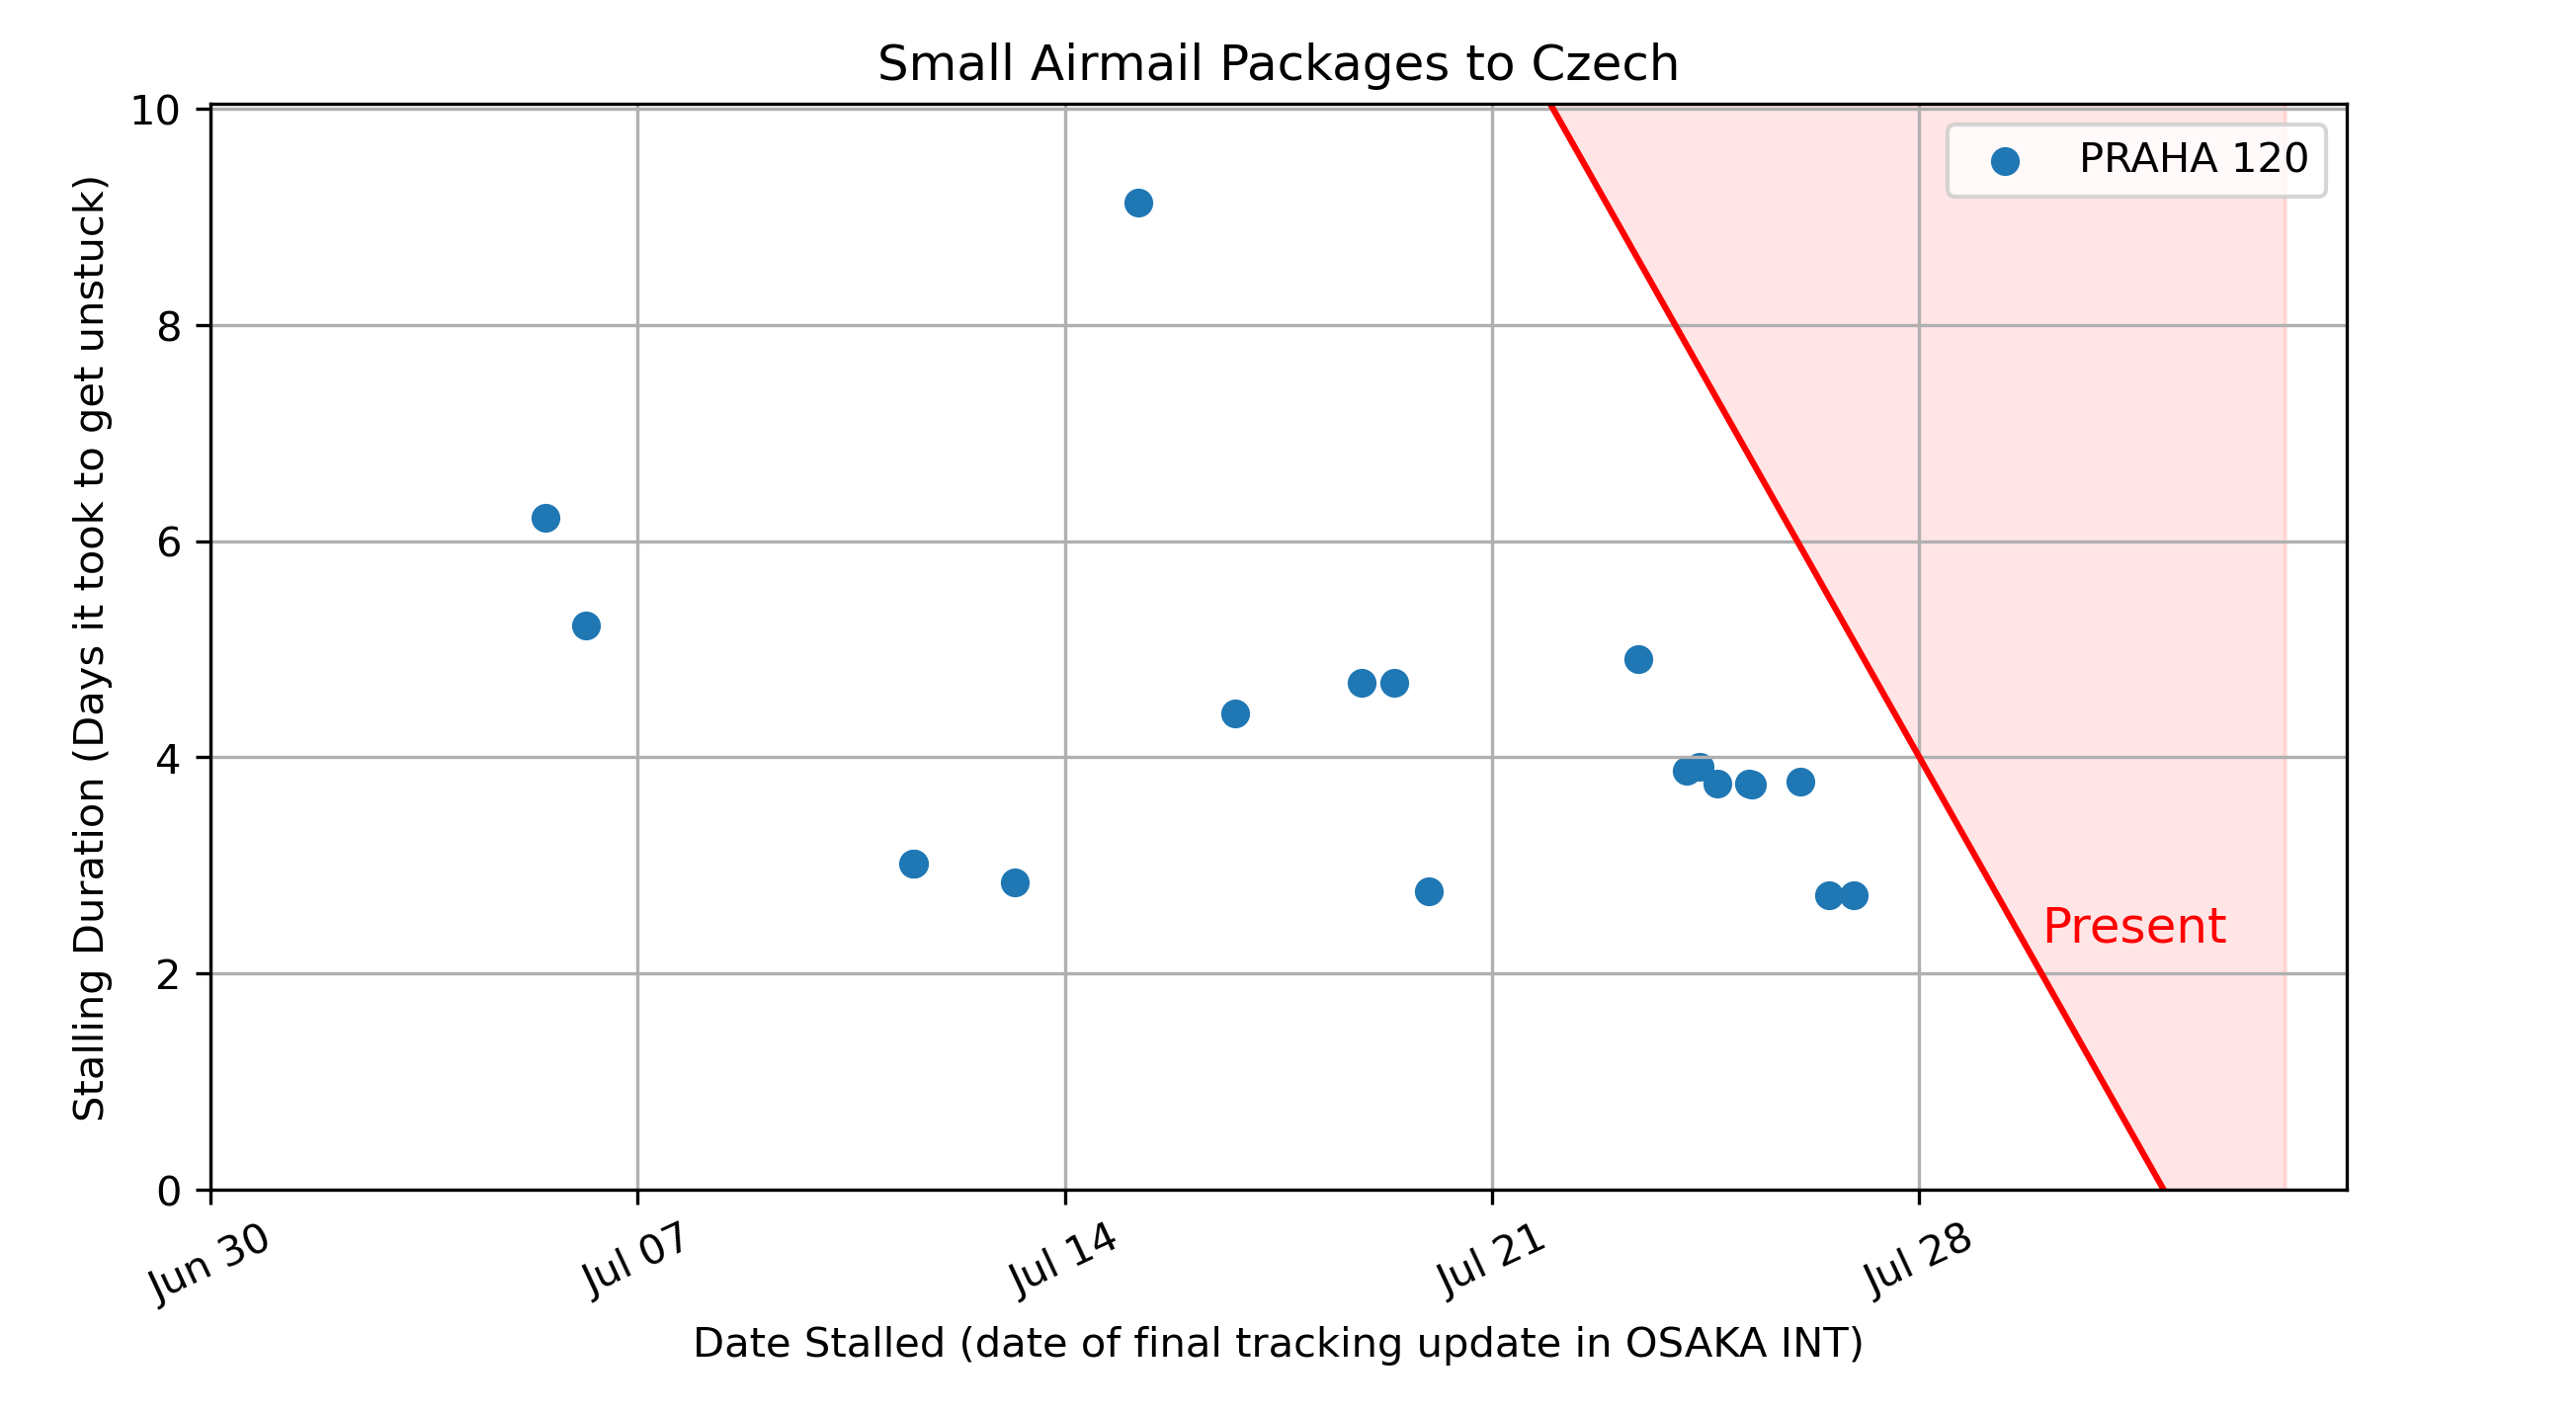 Small Airmail Packages to Czech
Stalling Duration (Days it took to get unstuck)
10
8
6
4
2
0
PRAHA 120
Present
Jun 30
Jul 07
Jul 14
Jul 21
Jul 28
Date Stalled (date of final tracking update in OSAKA INT)